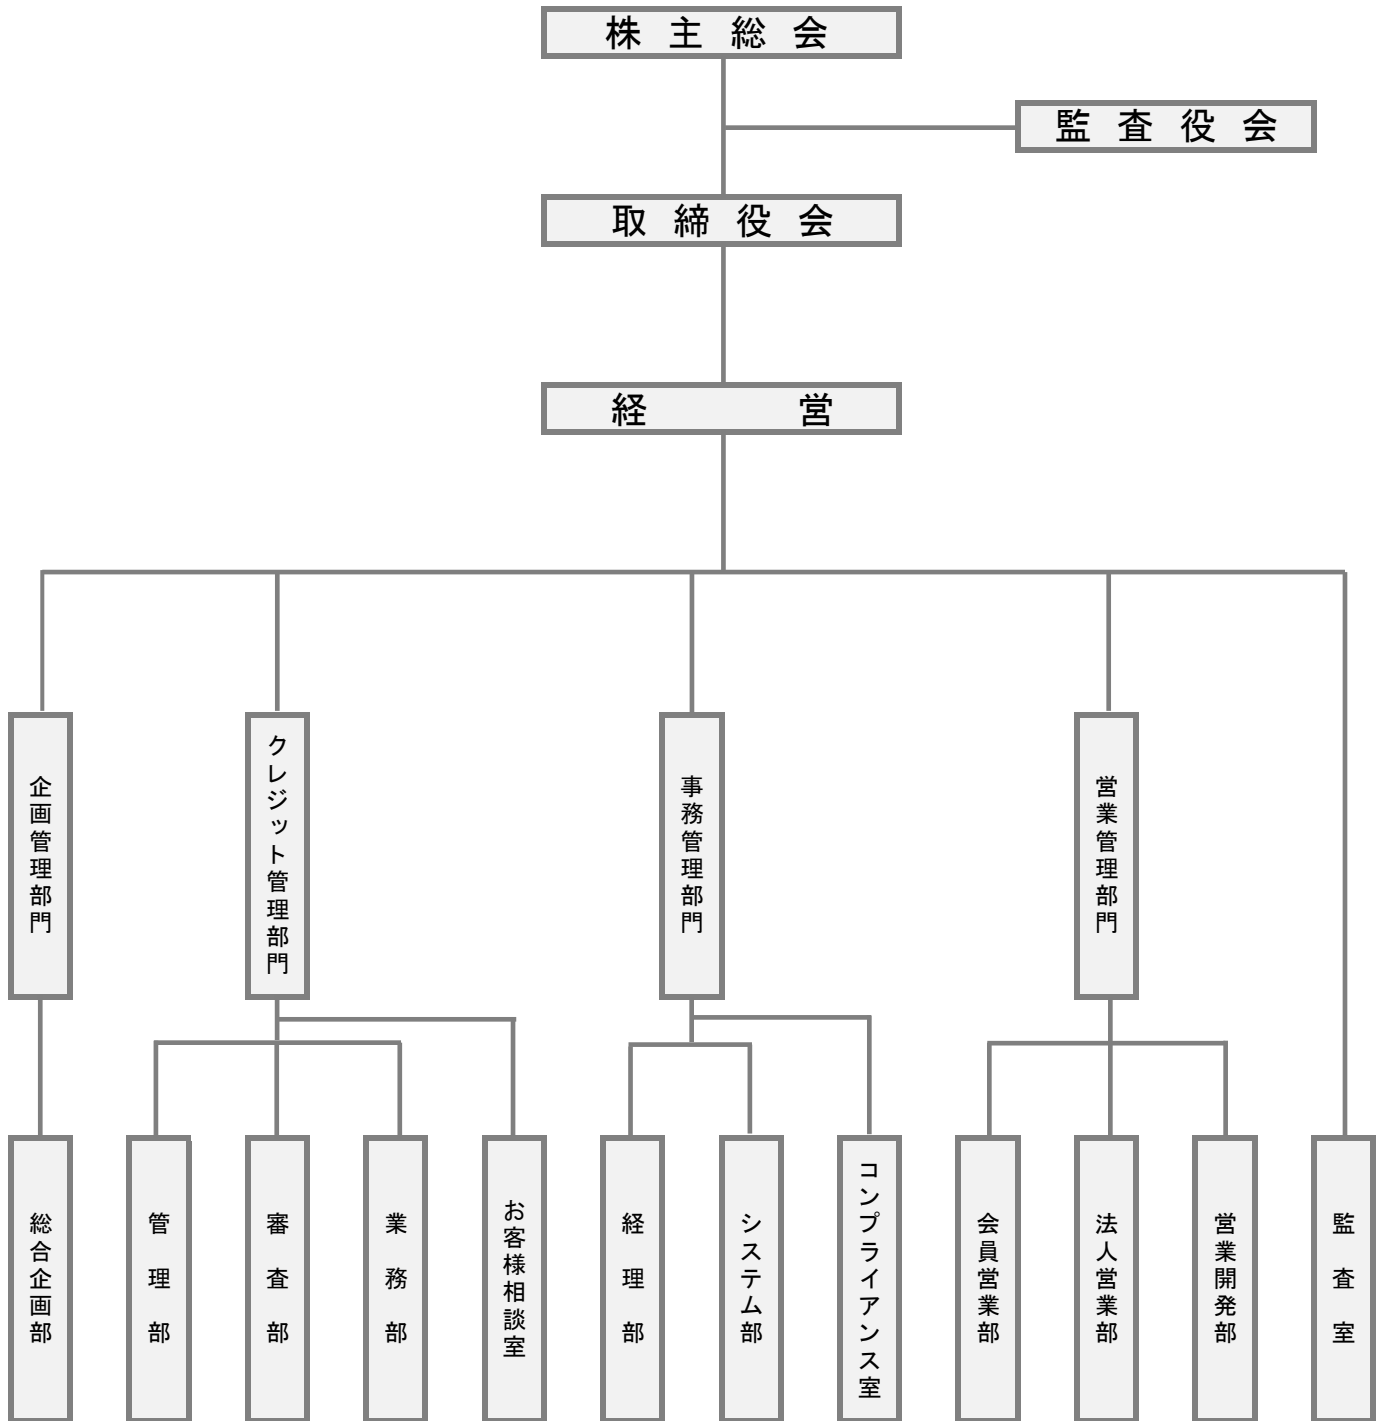 株主総会
監査役会
取締役会
経営
企画管理部門
クレジット管理部門
事務管理部門
営業管理部門
総合企画部
管理部
審査部
業務部
お客様相談室
経理部
システム部
コンプライアンス室
会員営業部
法人営業部
営業開発部
監査室